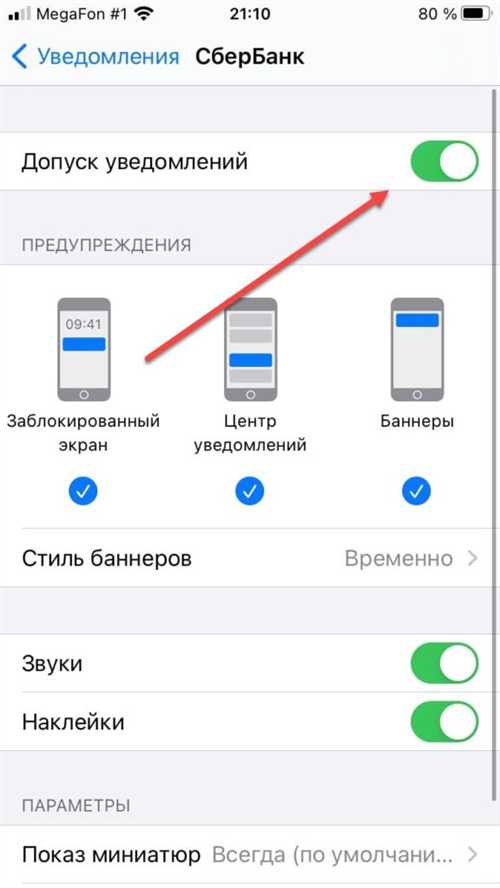 MegaFon #1 21:10 80 %
Уведомления СберБанк
Допуск уведомлений
ПРЕДУПРЕЖДЕНИЯ
09:41
Заблокированный экран
Центр уведомлений
Баннеры
Стиль баннеров Временно
Звуки
Наклейки
ПАРАМЕТРЫ
Показ миниатюр Всегда (по умолчани...